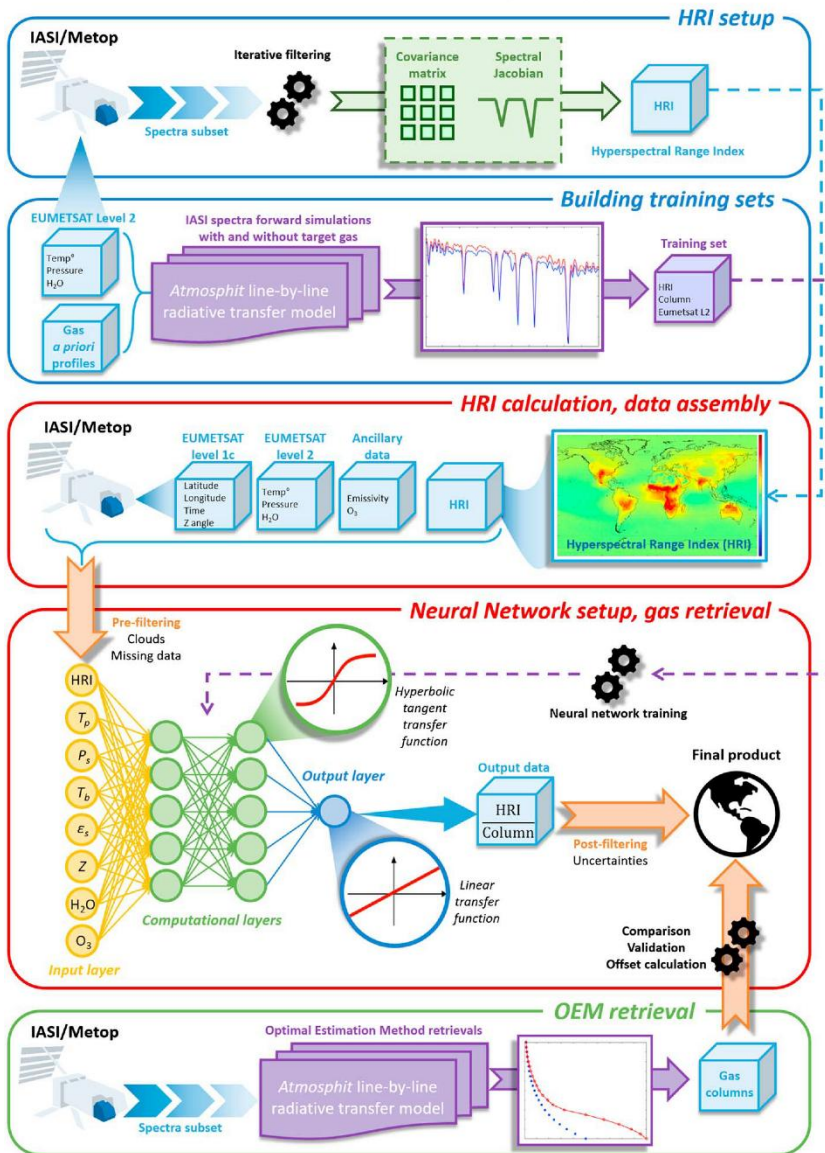 HRI setup
IASI/Metop
Iterative filtering
Covariance
matrix
Spectral
Jacobian
HRI
Spectra subset
Hyperspectral Range Index
Building training sets
EUMETSAT Level 2
IASI spectra forward simulations
with and without target gas
Training set
Temp°
Pressure
H₂O
Atmosphit line-by-line
radiative transfer model
HRI
Column
Eumetsat L2
Gas
a priori
profiles
HRI calculation, data assembly
IASI/Metop
EUMETSAT
level 1c
EUMETSAT
level 2
Ancillary
data
Latitude
Longitude
Time
Z angle
Temp°
Pressure
H₂O
Emissivity
O₃
HRI
Hyperspectral Range Index (HRI)
Neural Network setup, gas retrieval
Pre-filtering
Clouds
Missing data
HRI
Tₚ
Pₛ
T_b
εₛ
Z
H₂O
O₃
Input layer
Computational layers
Hyperbolic
tangent
transfer
function
Neural network training
Output layer
Output data
HRI
Column
Final product
Post-filtering
Uncertainties
Linear
transfer
function
Comparison
Validation
Offset calculation
OEM retrieval
IASI/Metop
Optimal Estimation Method retrievals
Atmosphit line-by-line
radiative transfer model
Gas
columns
Spectra subset